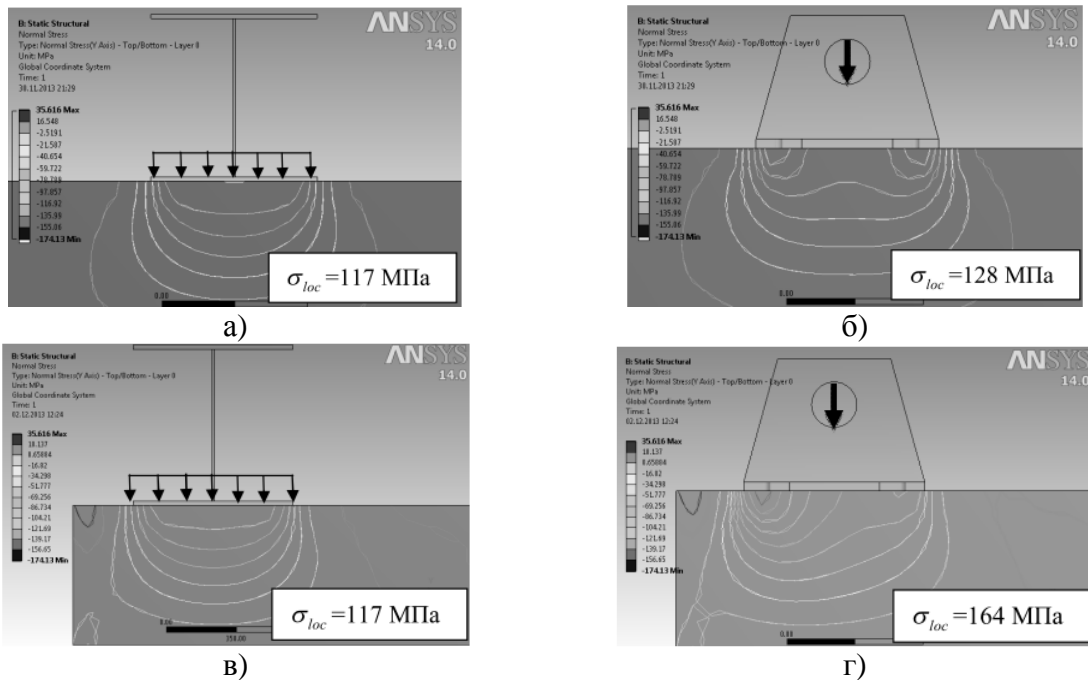 B: Static Structural
Normal Stress
Type: Normal Stress(Y Axis) - Top/Bottom - Layer 0
Unit: MPa
Global Coordinate System
Time: 1
30.11.2013 21:29
35.616 Max
16.548
-2.5191
-21.587
-40.654
-59.722
-78.789
-97.857
-116.92
-135.99
-155.06
-174.13 Min
ANSYS
14.0
0.00
σloc =117 МПа
а)
B: Static Structural
Normal Stress
Type: Normal Stress(Y Axis) - Top/Bottom - Layer 0
Unit: MPa
Global Coordinate System
Time: 1
30.11.2013 21:29
35.616 Max
16.548
-2.5191
-21.587
-40.654
-59.722
-78.789
-97.857
-116.92
-135.99
-155.06
-174.13 Min
ANSYS
14.0
0.00
σloc =128 МПа
б)
B: Static Structural
Normal Stress
Type: Normal Stress(Y Axis) - Top/Bottom - Layer 0
Unit: MPa
Global Coordinate System
Time: 1
02.12.2013 12:24
35.616 Max
18.137
0.65884
-16.82
-34.298
-51.777
-69.256
-86.734
-104.21
-121.69
-139.17
-156.65
-174.13 Min
ANSYS
14.0
350.00
σloc =117 МПа
в)
B: Static Structural
Normal Stress
Type: Normal Stress(Y Axis) - Top/Bottom - Layer 0
Unit: MPa
Global Coordinate System
Time: 1
02.12.2013 12:24
35.616 Max
18.137
0.65884
-16.82
-34.298
-51.777
-69.256
-86.734
-104.21
-121.69
-139.17
-156.65
-174.13 Min
ANSYS
14.0
0.00
σloc =164 МПа
г)